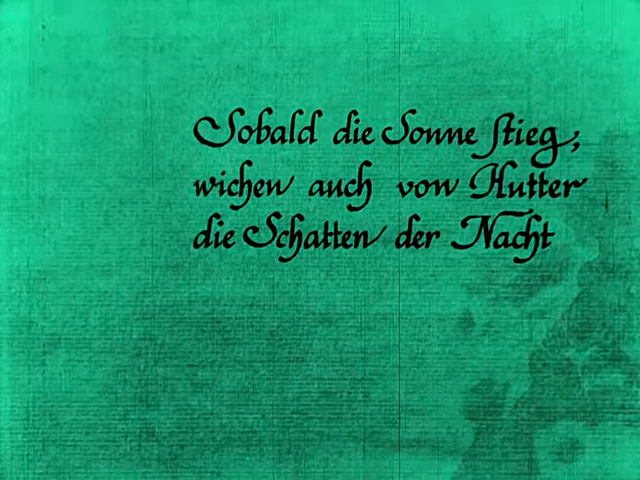 Sobald die Sonne stieg,
wichen auch von Hutter
die Schatten der Nacht